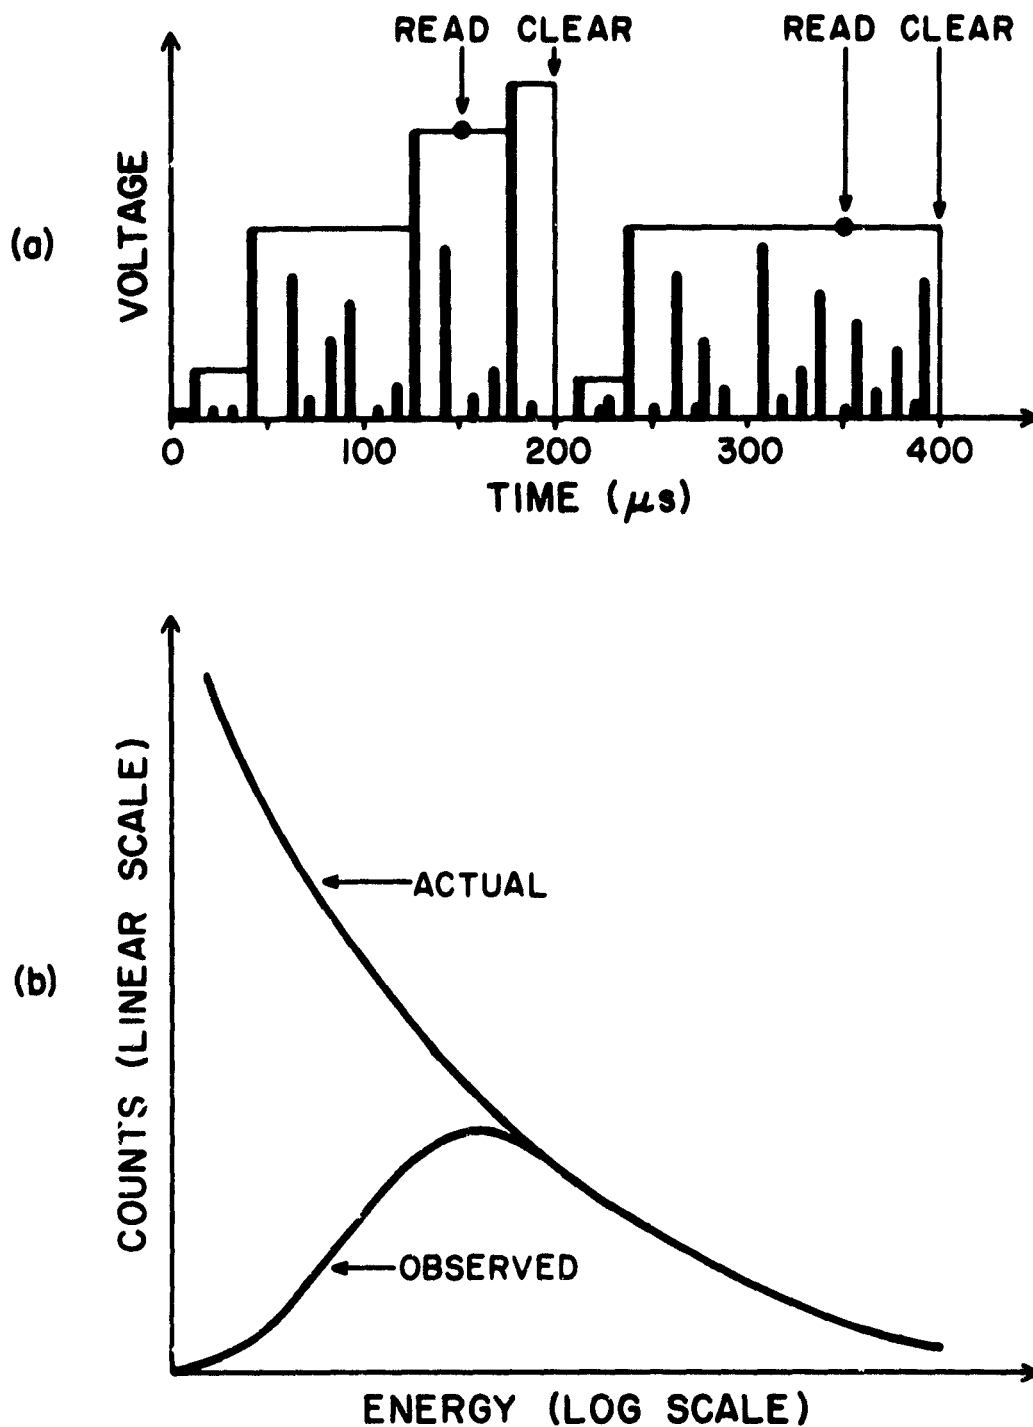 READ CLEAR READ CLEAR
(a)
VOLTAGE
0 100 200 300 400
TIME (μs)
(b)
COUNTS (LINEAR SCALE)
ACTUAL
OBSERVED
ENERGY (LOG SCALE)